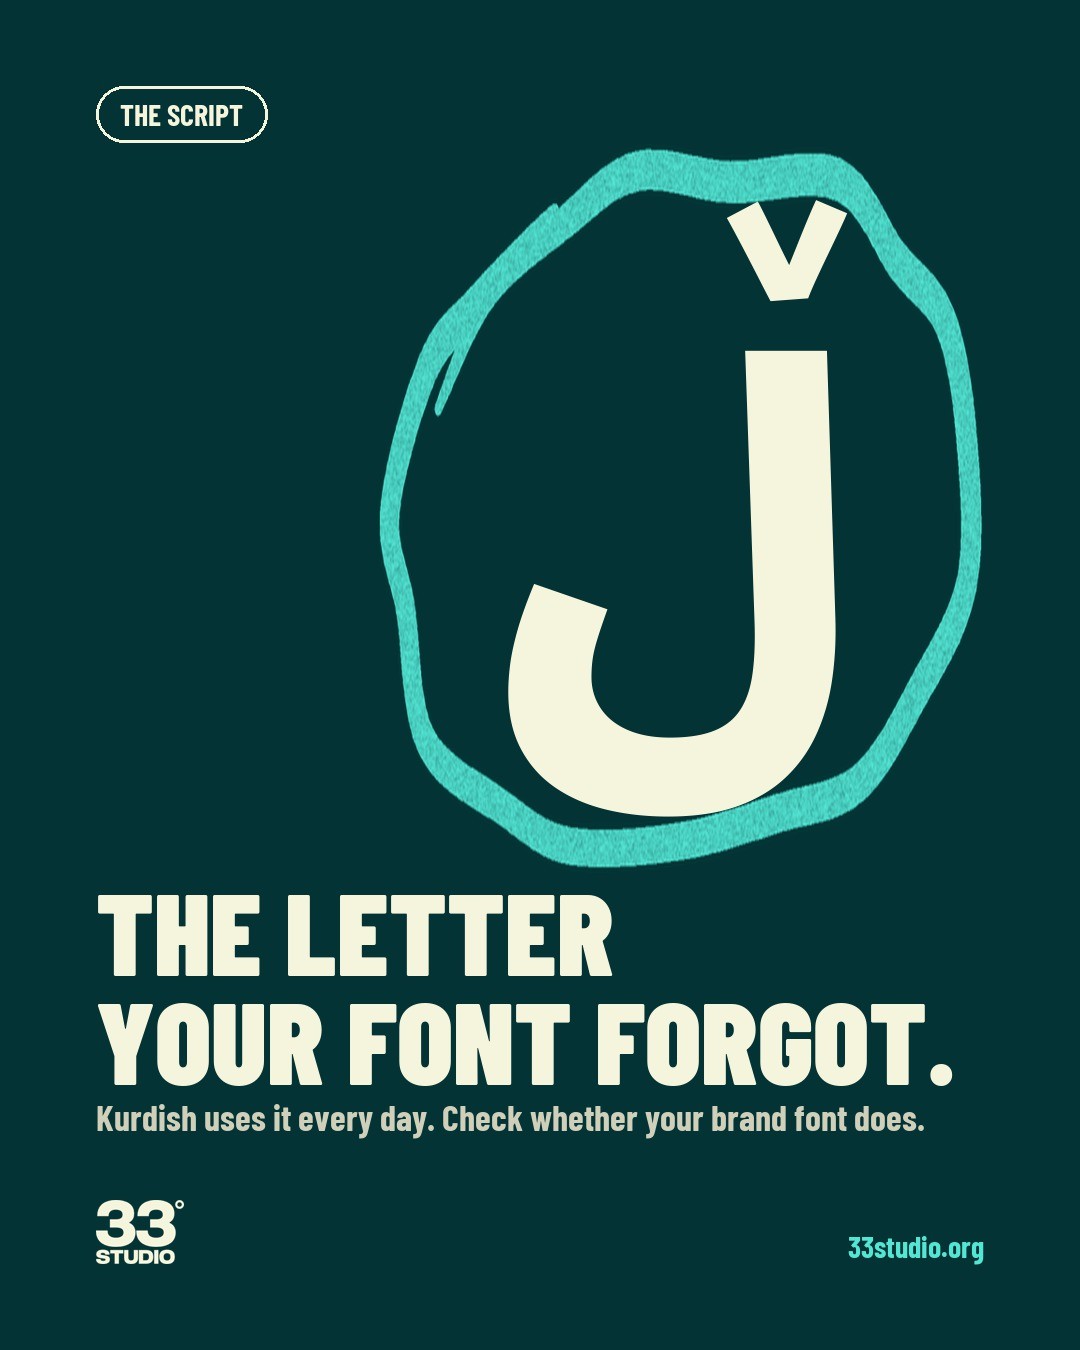 THE SCRIPT
ڵ
THE LETTER
YOUR FONT FORGOT.
Kurdish uses it every day. Check whether your brand font does.
33°
STUDIO
33studio.org